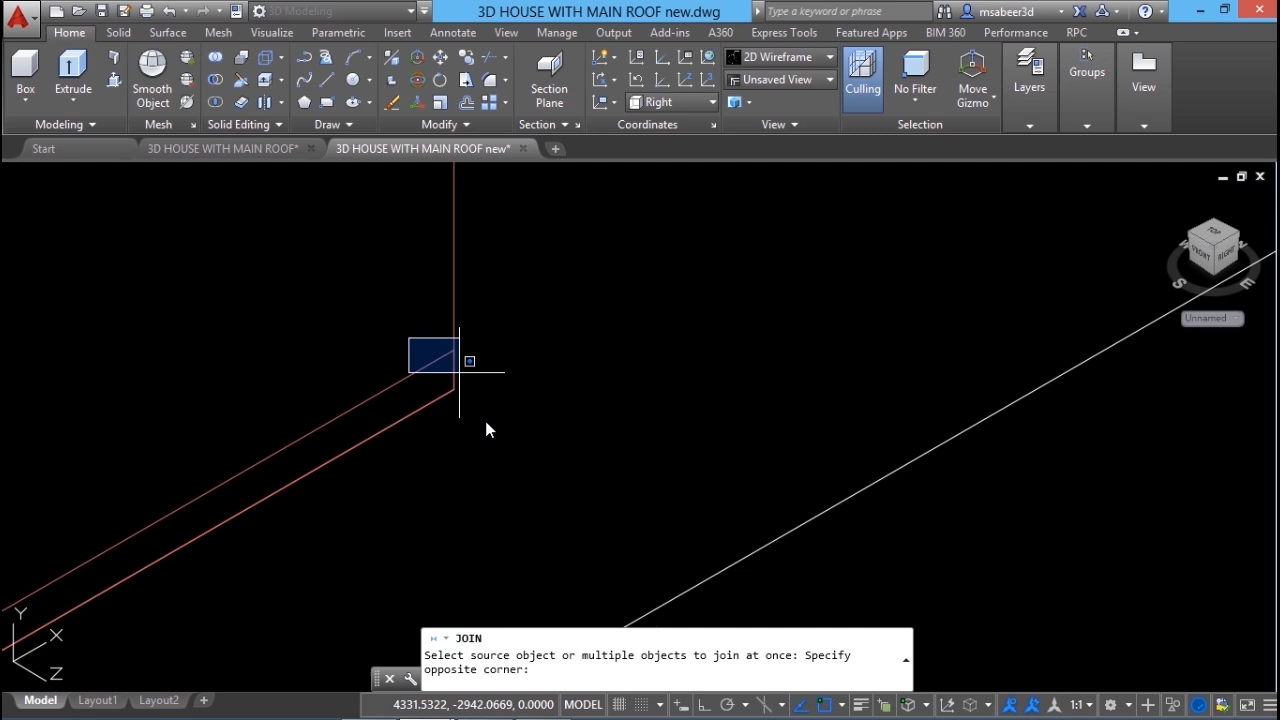 3D Modeling
3D HOUSE WITH MAIN ROOF new.dwg
Type a keyword or phrase
msabeer3d
Home Solid Surface Mesh Visualize Parametric Insert Annotate View Manage Output Add-ins A360 Express Tools Featured Apps BIM 360 Performance RPC
2D Wireframe
Unsaved View
Right
Box Extrude Smooth Object Section Plane Culling No Filter Move Gizmo Layers Groups View
Modeling Mesh Solid Editing Draw Modify Section Coordinates View Selection
Start 3D HOUSE WITH MAIN ROOF* 3D HOUSE WITH MAIN ROOF new*
TOP
FRONT RIGHT
S E
Unnamed
Y
X
Z
JOIN
Select source object or multiple objects to join at once: Specify
opposite corner:
Model Layout1 Layout2 +
4331.5322, -2942.0669, 0.0000 MODEL 1:1